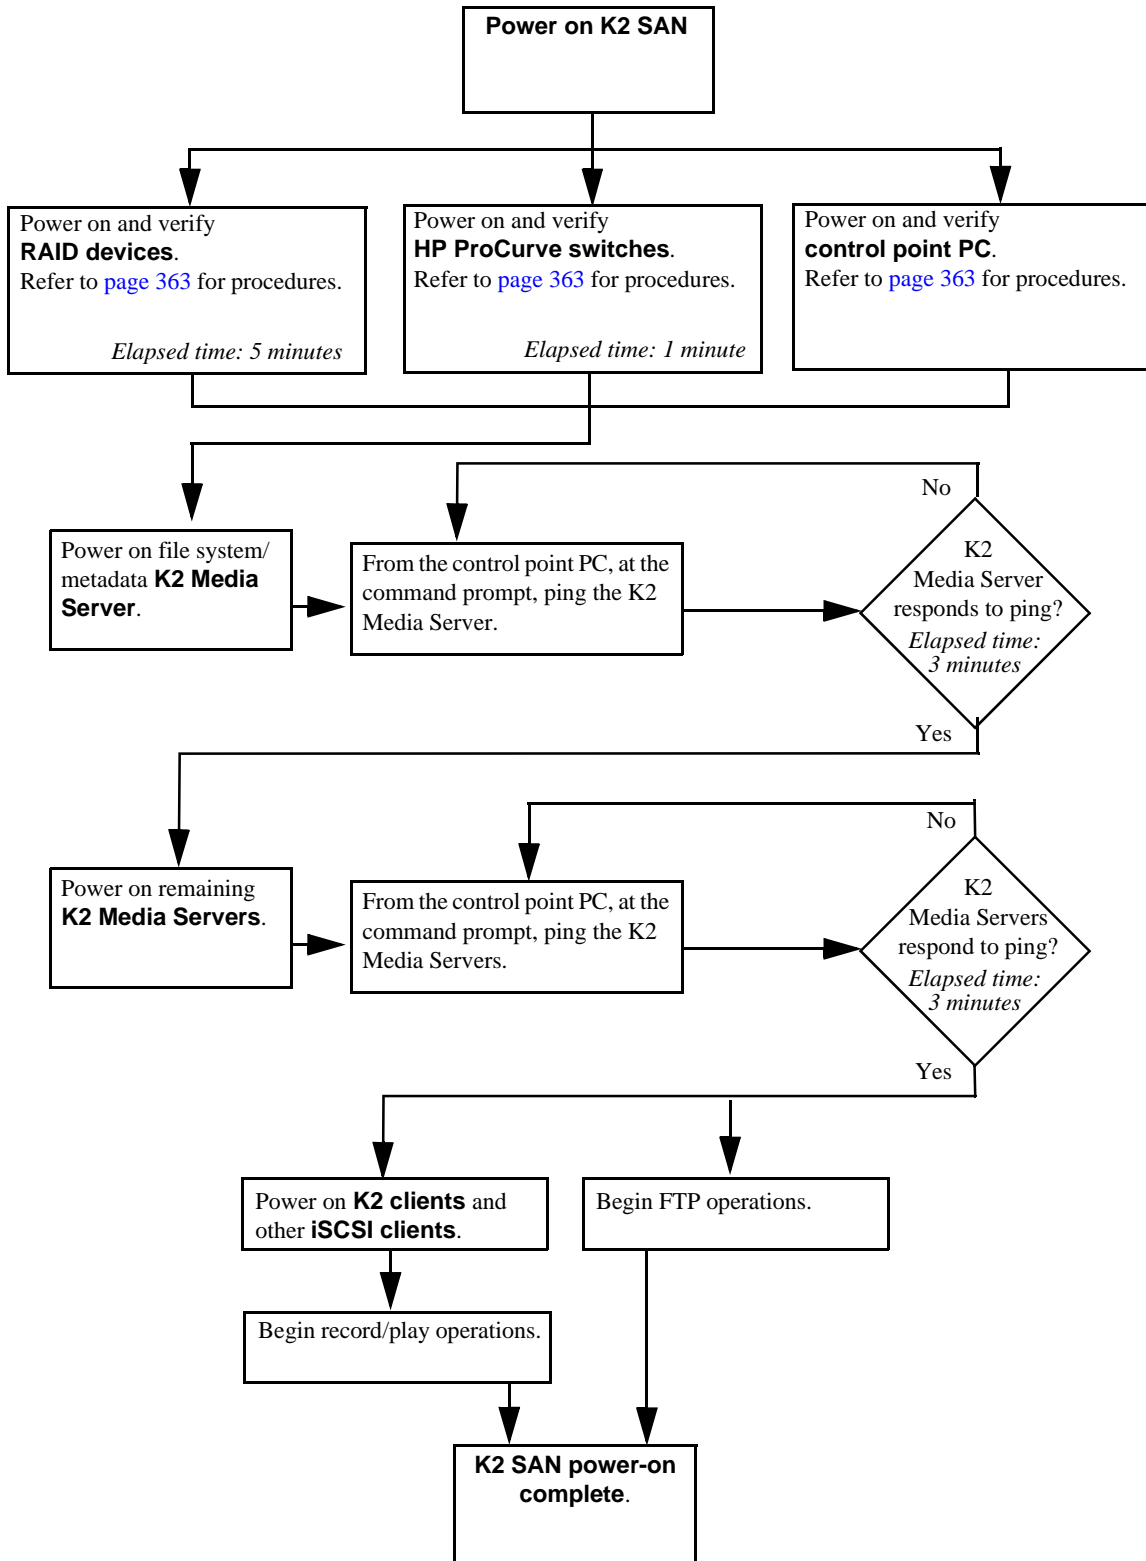 Power on K2 SAN
Power on and verify
RAID devices.
Refer to page 363 for procedures.
Elapsed time: 5 minutes
Power on and verify
HP ProCurve switches.
Refer to page 363 for procedures.
Elapsed time: 1 minute
Power on and verify
control point PC.
Refer to page 363 for procedures.
Power on file system/
metadata K2 Media
Server.
From the control point PC, at the
command prompt, ping the K2
Media Server.
No
K2
Media Server
responds to ping?
Elapsed time:
3 minutes
Yes
Power on remaining
K2 Media Servers.
From the control point PC, at the
command prompt, ping the K2
Media Servers.
No
K2
Media Servers
respond to ping?
Elapsed time:
3 minutes
Yes
Power on K2 clients and
other iSCSI clients.
Begin FTP operations.
Begin record/play operations.
K2 SAN power-on
complete.